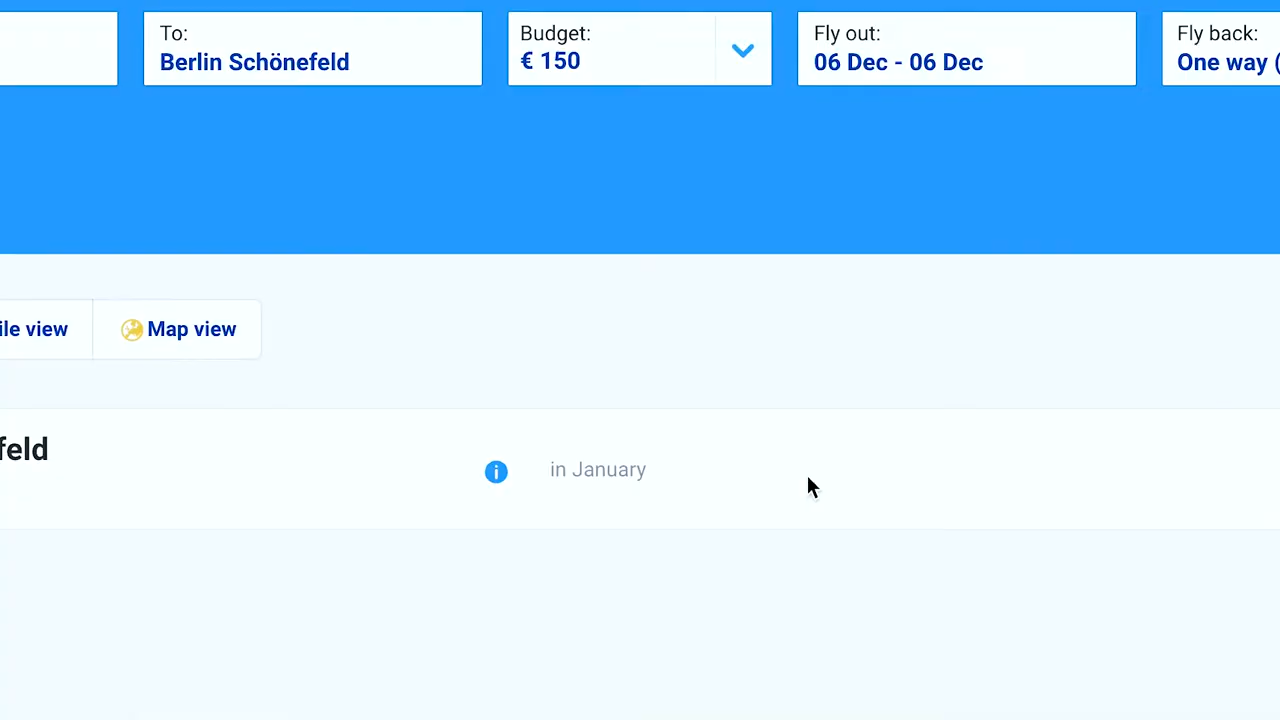 To:
Berlin Schönefeld
Budget:
€ 150
Fly out:
06 Dec - 06 Dec
Fly back:
One way (
ile view
Map view
feld
in January